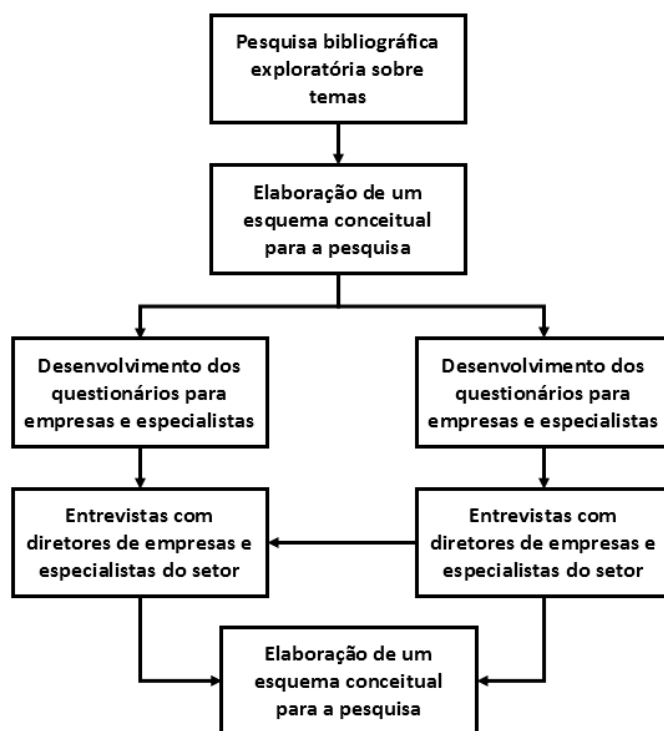 Pesquisa bibliográfica
exploratória sobre
temas
Elaboração de um
esquema conceitual
para a pesquisa
Desenvolvimento dos
questionários para
empresas e especialistas
Desenvolvimento dos
questionários para
empresas e especialistas
Entrevistas com
diretores de empresas e
especialistas do setor
Entrevistas com
diretores de empresas e
especialistas do setor
Elaboração de um
esquema conceitual
para a pesquisa